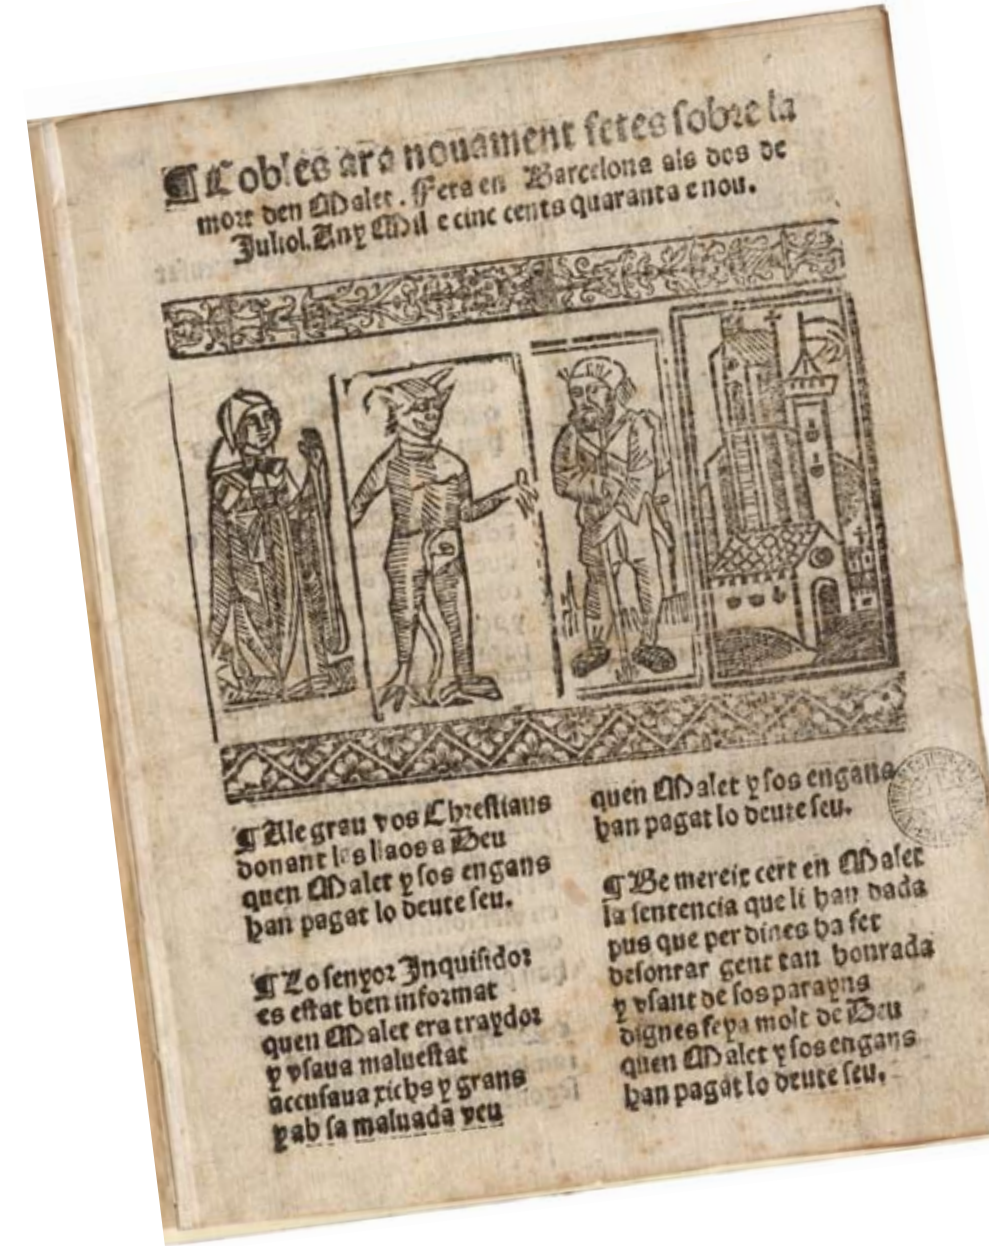 ¶ Cobles ara nouament fetes sobre la
mort den Malet. Feta en Barcelona als dos de
Juliol. Any Mil e cinc cents quaranta e nou.
¶ Alegrau vos Chrestians
donant les llaos a Deu
quen Malet y sos engans
han pagat lo deute seu.
¶ Lo senyor Inquisidor
es estat ben informat
quen Malet era traydor
y vsaua maluestat
accusaua richs y grans
y ab sa maluada veu
quen Malet y sos engans
han pagat lo deute seu.
¶ Be mereix cert en Malet
la sentencia que li han dada
pus que per dines ha fet
desonrar gent tan honrada
y vsant de sos parayns
dignes feya molt de Deu
quen Malet y sos engans
han pagat lo deute seu.